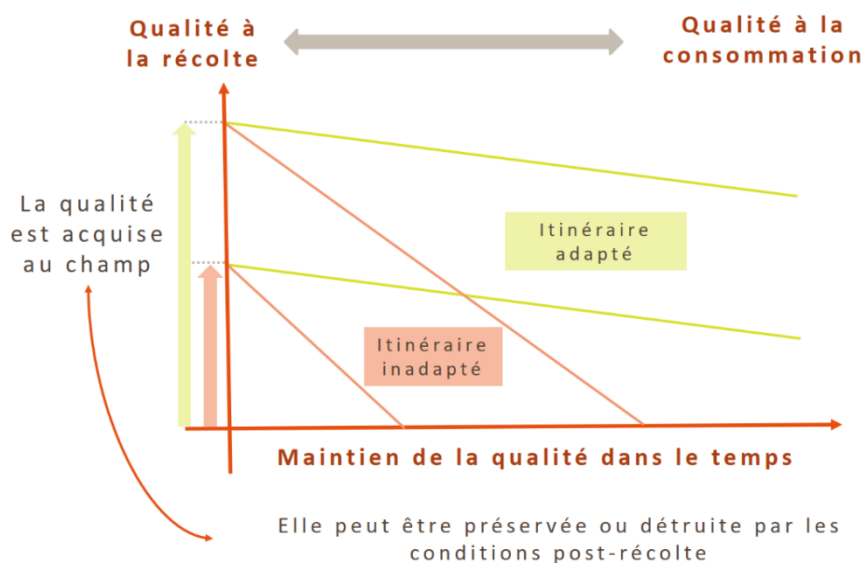 Qualité à
la récolte
Qualité à la
consommation
La qualité
est acquise
au champ
Itinéraire
adapté
Itinéraire
inadapté
Maintien de la qualité dans le temps
Elle peut être préservée ou détruite par les
conditions post-récolte